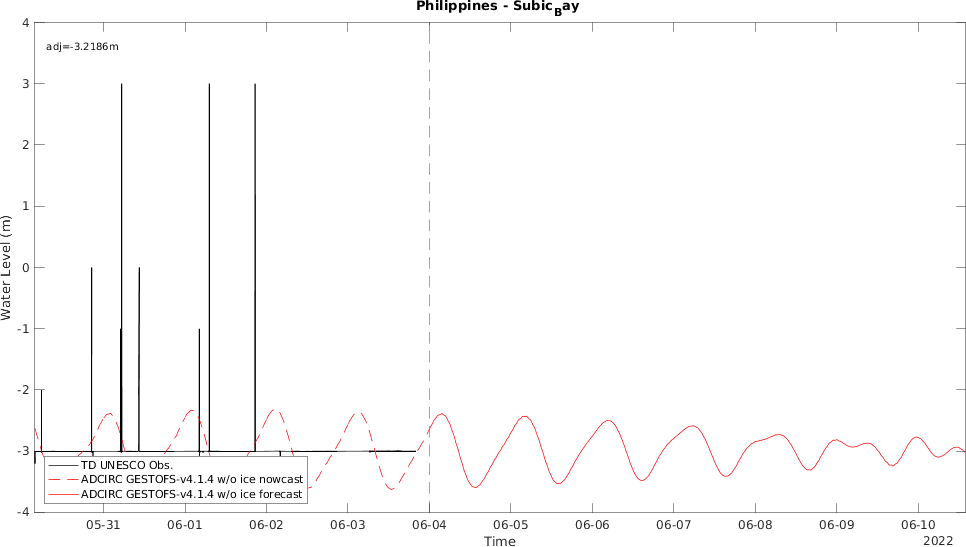 Philippines - Subic_Bay
adj=-3.2186m
4
3
2
1
0
-1
-2
-3
-4
Water Level (m)
TD UNESCO Obs.
ADCIRC GESTOFS-v4.1.4 w/o ice nowcast
ADCIRC GESTOFS-v4.1.4 w/o ice forecast
05-31 06-01 06-02 06-03 06-04 06-05 06-06 06-07 06-08 06-09 06-10
Time
2022